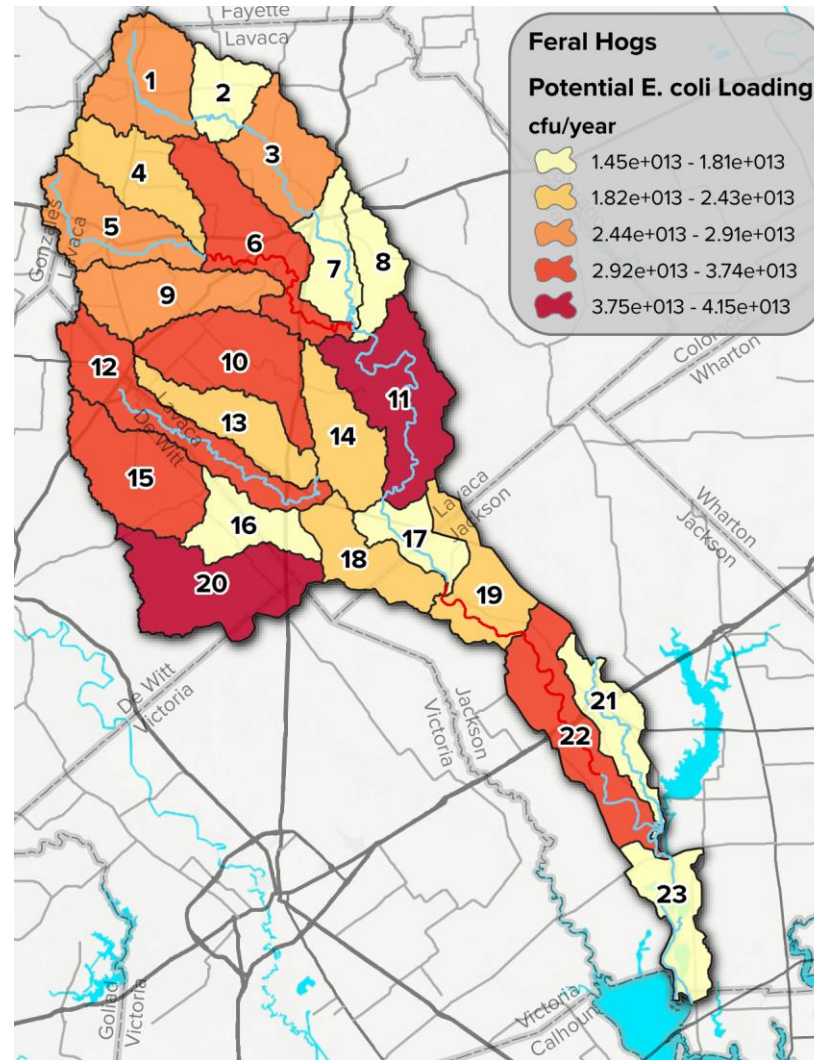 Fayette
Lavaca
Feral Hogs
Potential E. coli Loading
cfu/year
1.45e+013 - 1.81e+013
1.82e+013 - 2.43e+013
2.44e+013 - 2.91e+013
2.92e+013 - 3.74e+013
3.75e+013 - 4.15e+013
1
2
3
4
5
6
7
8
Gonzales
Lavaca
9
10
11
12
13
14
15
16
17
18
19
20
21
22
23
Colorado
Wharton
Lavaca
De Witt
Lavaca
Jackson
Wharton
Jackson
De Witt
Victoria
Jackson
Victoria
Goliad
Victoria
Victoria
Calhoun